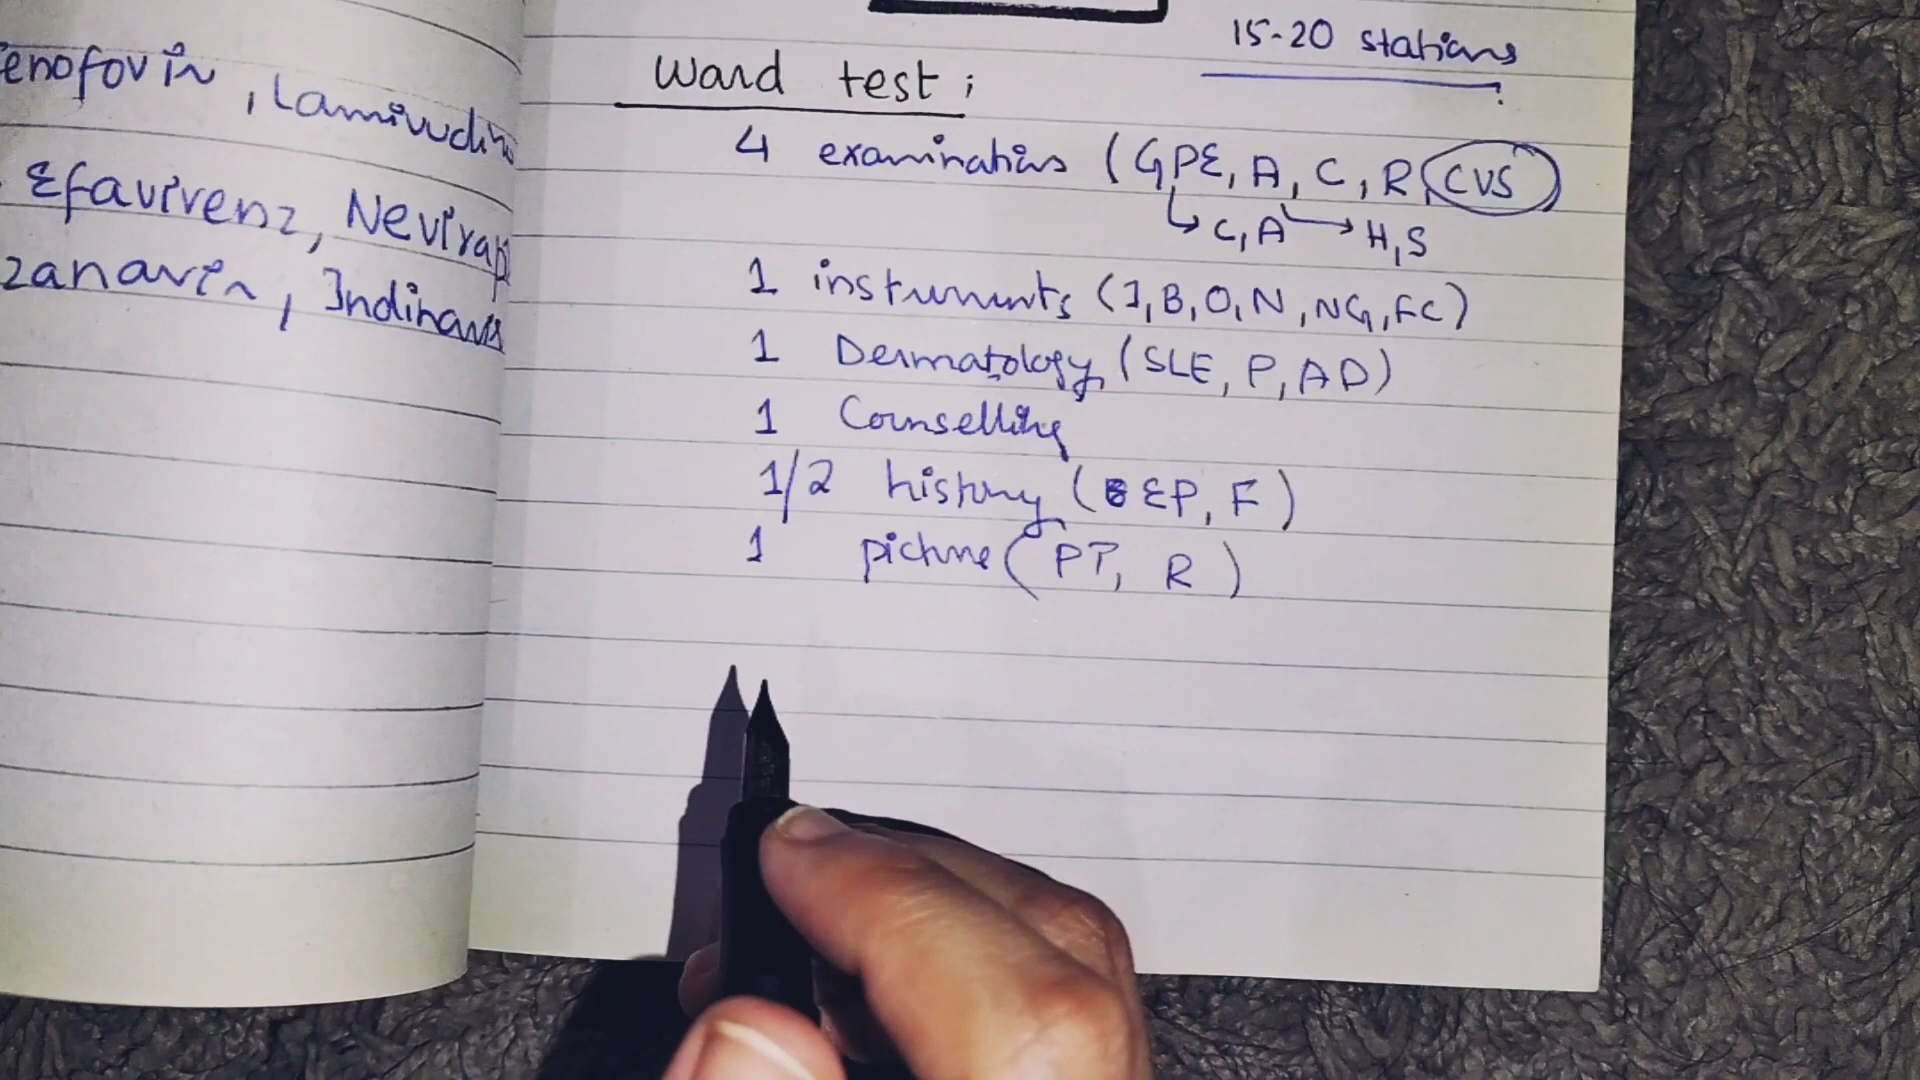 enofovir, Lamivudin
Efavirenz, Nevirap
zanavir, Indinavir
15-20 stations
Ward test;
4 examinations (GPE, A, C, R, CVS)
C, A → H, S
1 instruments (I, B, O, N, NG, FC)
1 Dermatology (SLE, P, AD)
1 Counselling
1/2 history (EP, F)
1 picture (PT, R)